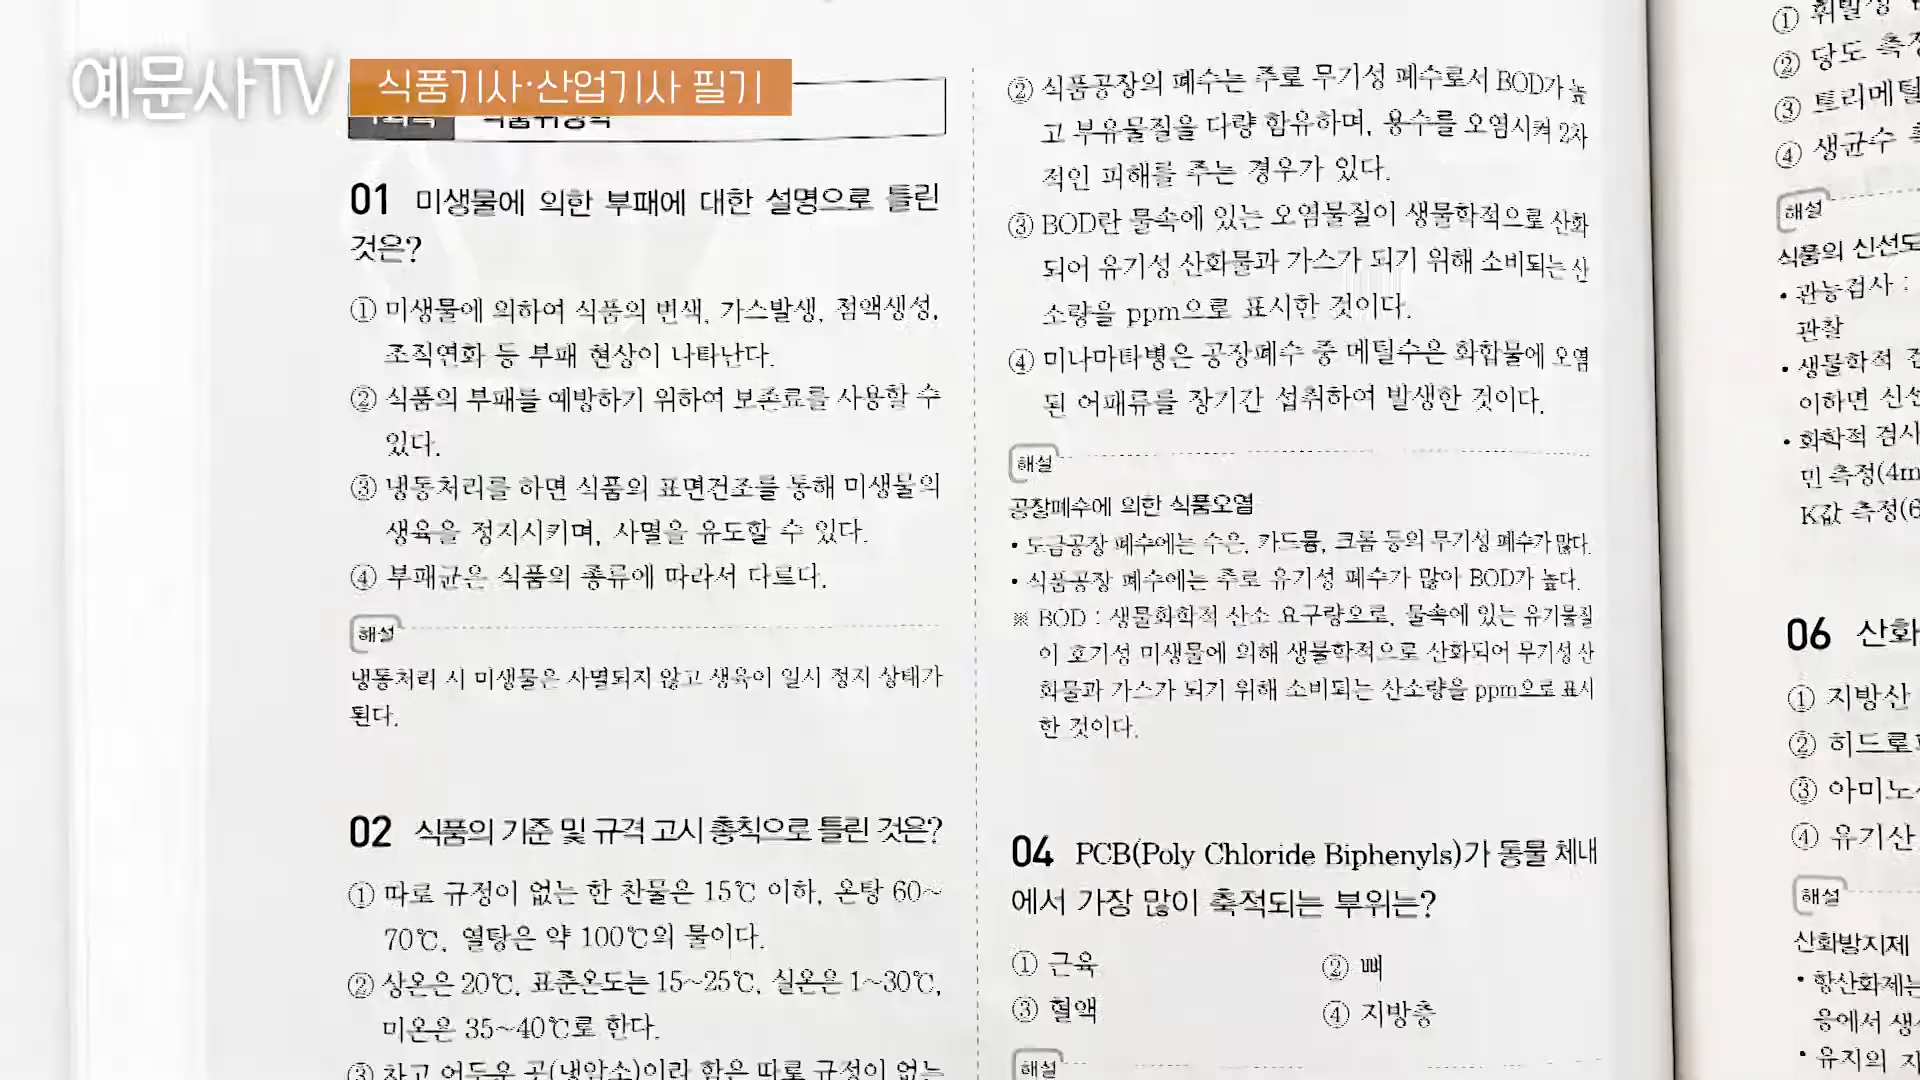 예문사TV
식품기사·산업기사 필기
01 미생물에 의한 부패에 대한 설명으로 틀린
것은?
① 미생물에 의하여 식품의 변색, 가스발생, 점액생성,
조직연화 등 부패 현상이 나타난다.
② 식품의 부패를 예방하기 위하여 보존료를 사용할 수
있다.
③ 냉동처리를 하면 식품의 표면건조를 통해 미생물의
생육을 정지시키며, 사멸을 유도할 수 있다.
④ 부패균은 식품의 종류에 따라서 다르다.
해설
냉동처리 시 미생물은 사멸되지 않고 생육이 일시 정지 상태가
된다.
02 식품의 기준 및 규격 고시 총칙으로 틀린 것은?
① 따로 규정이 없는 한 찬물은 15℃ 이하, 온탕 60~
70℃, 열탕은 약 100℃의 물이다.
② 상온은 20℃, 표준온도는 15~25℃, 실온은 1~30℃,
미온은 35~40℃로 한다.
③ 차고 어두운 곳(냉암소)이라 함은 따로 규정이 없는
② 식품공장의 폐수는 주로 무기성 폐수로서 BOD가 높
고 부유물질을 다량 함유하며, 용수를 오염시켜 2차
적인 피해를 주는 경우가 있다.
③ BOD란 물속에 있는 오염물질이 생물학적으로 산화
되어 유기성 산화물과 가스가 되기 위해 소비되는 산
소량을 ppm으로 표시한 것이다.
④ 미나마타병은 공장폐수 중 메틸수은 화합물에 오염
된 어패류를 장기간 섭취하여 발생한 것이다.
해설
공장폐수에 의한 식품오염
• 도금공장 폐수에는 수은, 카드뮴, 크롬 등의 무기성 폐수가 많다.
• 식품공장 폐수에는 주로 유기성 폐수가 많아 BOD가 높다.
※ BOD : 생물화학적 산소 요구량으로, 물속에 있는 유기물질
이 호기성 미생물에 의해 생물학적으로 산화되어 무기성 산
화물과 가스가 되기 위해 소비되는 산소량을 ppm으로 표시
한 것이다.
04 PCB(Poly Chloride Biphenyls)가 동물 체내
에서 가장 많이 축적되는 부위는?
① 근육 ② 뼈
③ 혈액 ④ 지방층
해설
①
② 당도
③ 트리메틸
④ 생균수
해설
식품의 신선도
• 관능검사 :
관찰
• 생물학적
이하면 신선
• 화학적 검사
민 측정(4m
K값 측정(6
06 산화
① 지방산
② 히드로
③ 아미노
④ 유기산
해설
산화방지제
• 항산화제는
응에서 생
• 유지의